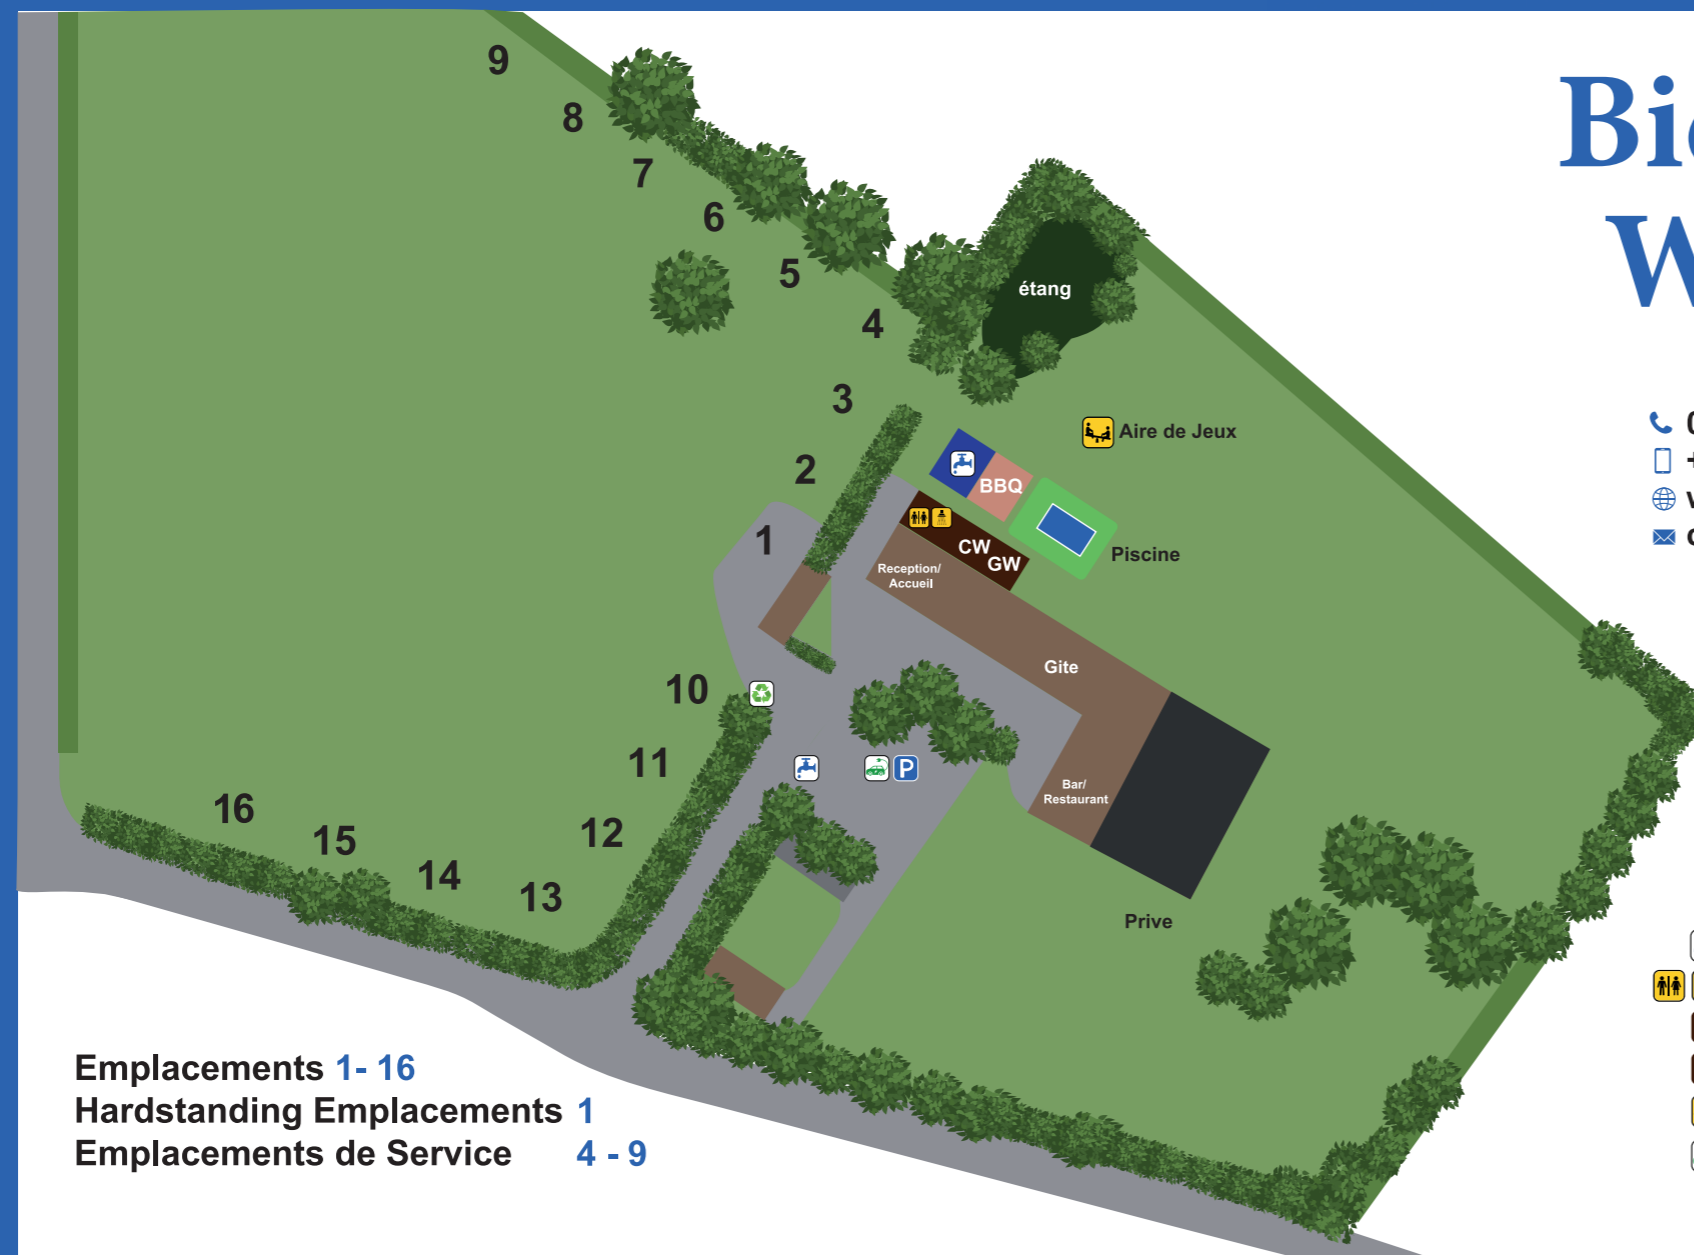 9
8
7
6
5
4
3
2
1
étang
Aire de Jeux
BBQ
CW
GW
Piscine
Reception/
Accueil
Gite
10
11
12
13
14
15
16
P
Bar/
Restaurant
Prive
Emplacements 1- 16
Hardstanding Emplacements 1
Emplacements de Service 4 - 9